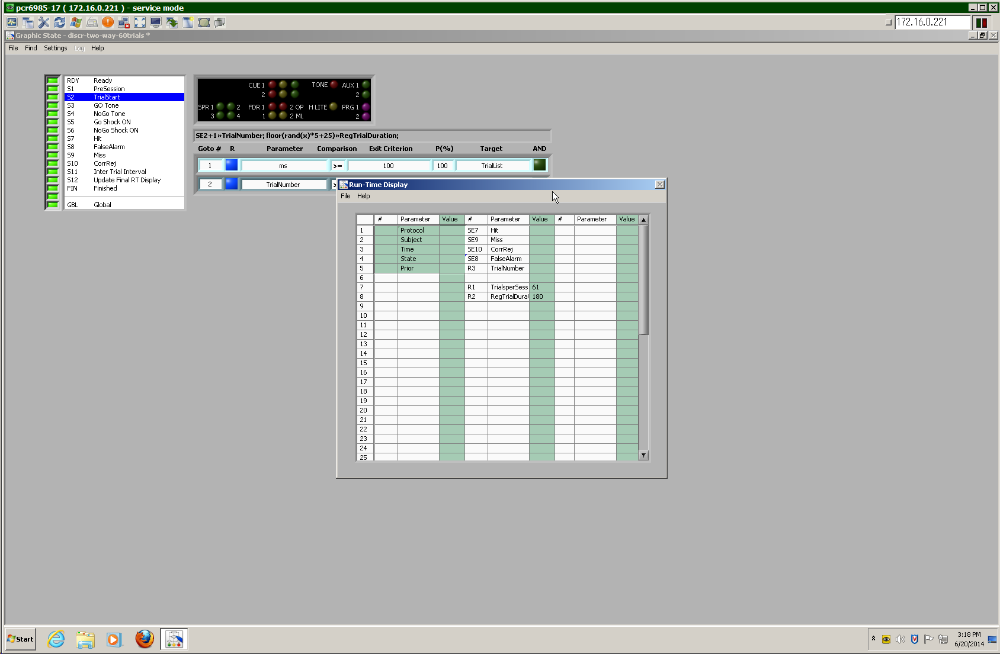 pcr6985-17 ( 172.16.0.221 ) - service mode
172.16.0.221
Graphic State - discr-two-way-60trials *
File Find Settings Log Help
RDY Ready
S1 PreSession
S2 TrialStart
S3 GO Tone
S4 NoGo Tone
S5 Go Shock ON
S6 NoGo Shock ON
S7 Hit
S8 FalseAlarm
S9 Miss
S10 CorrRej
S11 Inter Trial Interval
S12 Update Final RT Display
FIN Finished
GBL Global
CUE 1 TONE AUX 1
2 2
SPR 1 2 FDR 1 2 OP H LITE PRG 1
3 4 1 2 ML 2
SE2+1»TrialNumber; floor(rand(x)*5+25)»RegTrialDuration;
Goto # R Parameter Comparison Exit Criterion P(%) Target AND
1 ms >= 100 100 TrialList
2 TrialNumber >
Run-Time Display
File Help
# Parameter Value # Parameter Value # Parameter Value
1 Protocol SE7 Hit
2 Subject SE9 Miss
3 Time SE10 CorrRej
4 State SE8 FalseAlarm
5 Prior R3 TrialNumber
6
7 R1 TrialsperSess 61
8 R2 RegTrialDurat 180
9
10
11
12
13
14
15
16
17
18
19
20
21
22
23
24
25
Start
3:18 PM
6/20/2014